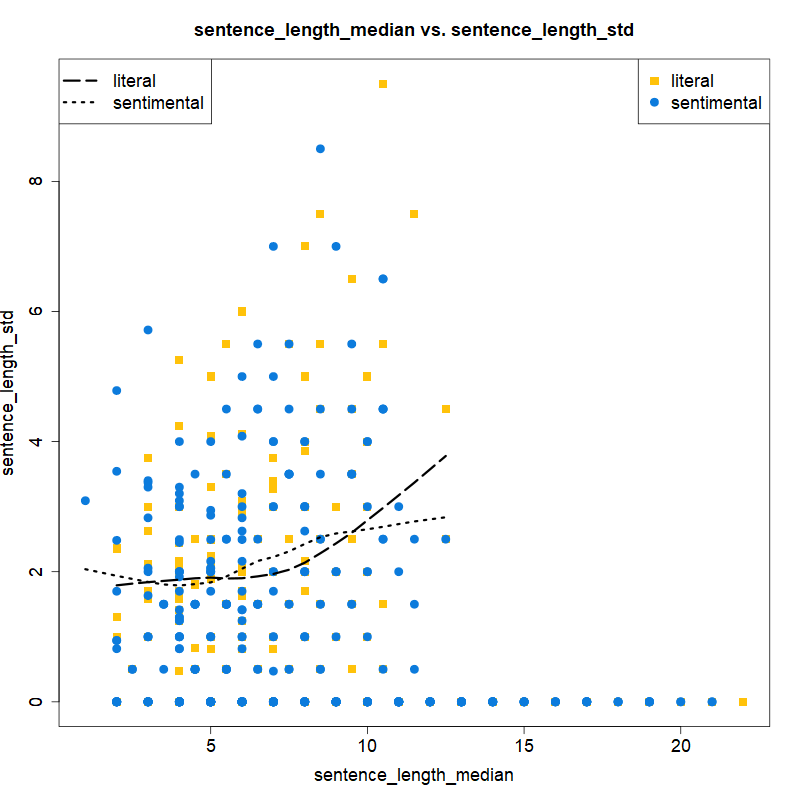 sentence_length_median vs. sentence_length_std
literal
sentimental
literal
sentimental
sentence_length_std
8
6
4
2
0
5 10 15 20
sentence_length_median